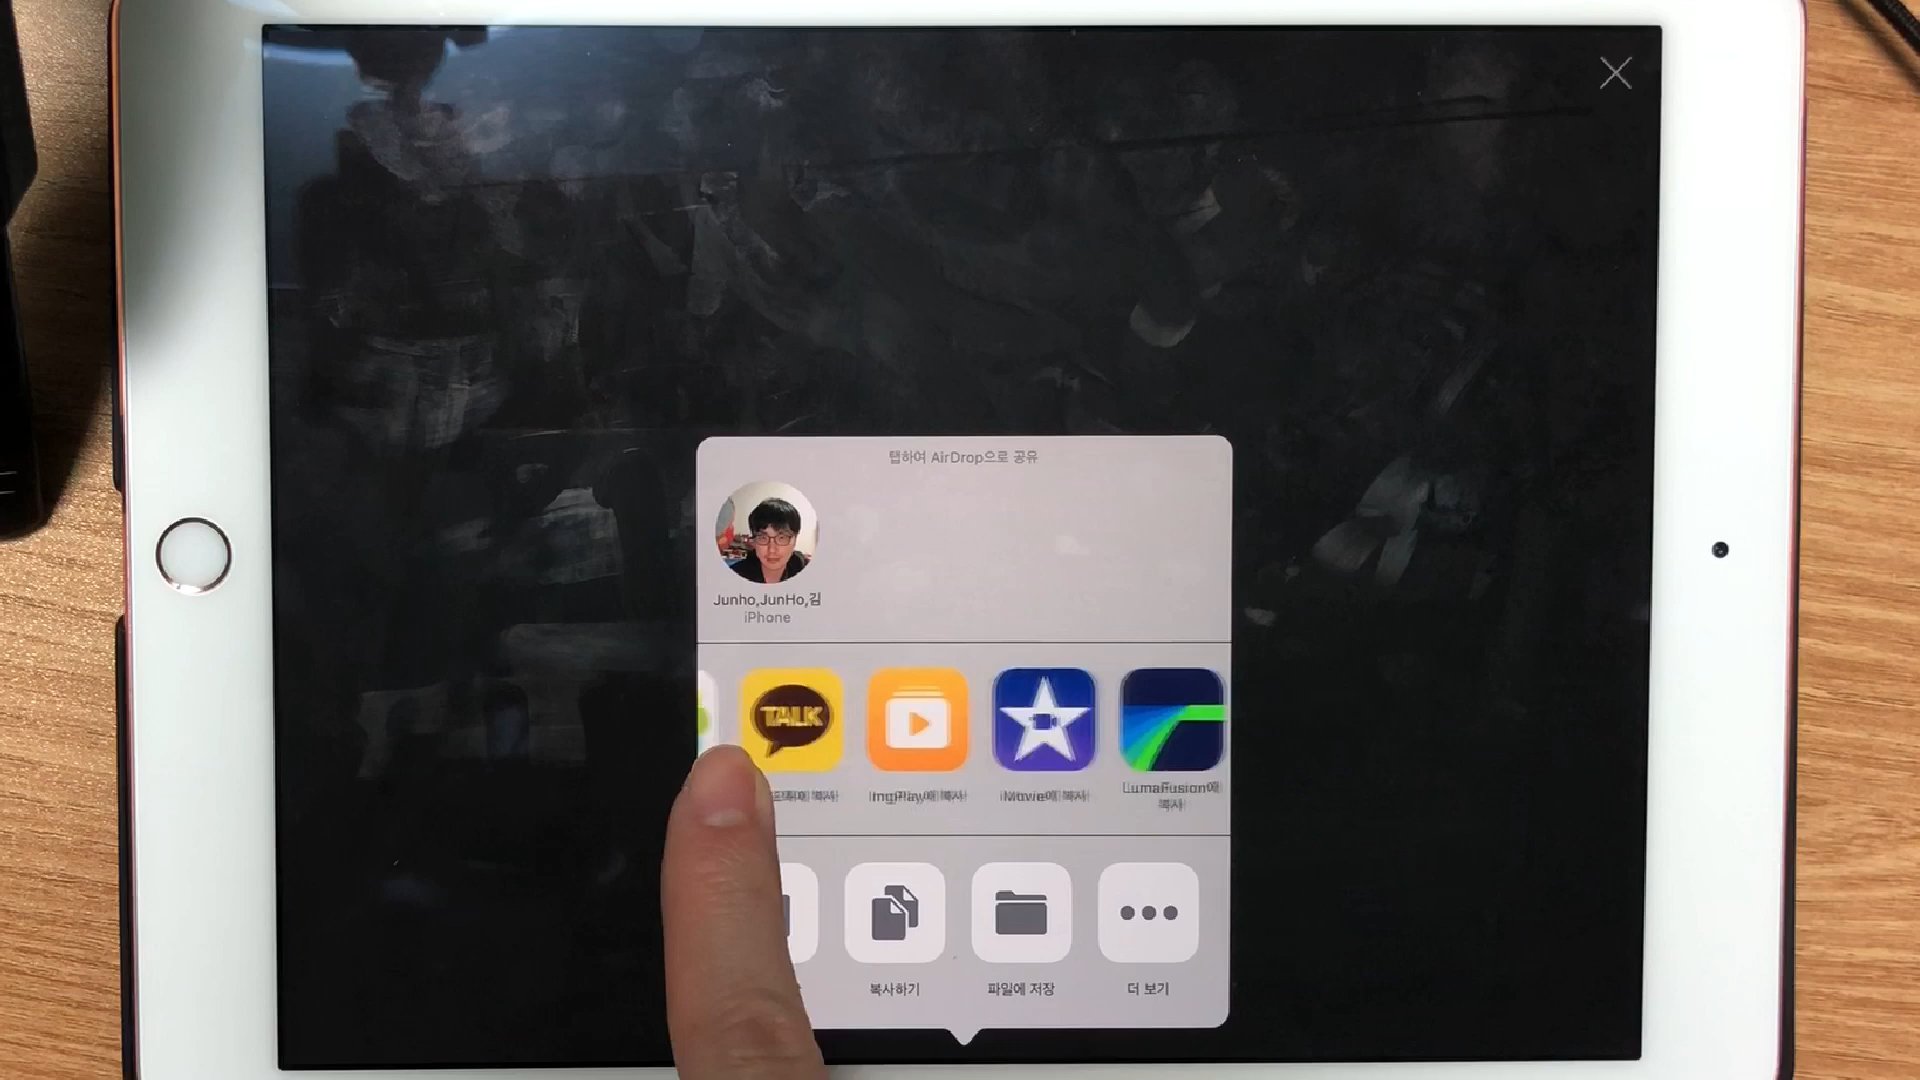 탭하여 AirDrop으로 공유
Junho,JunHo,김
iPhone
TALK
복사
IngPlay에 복사
iMovie에 복사
LumaFusion에
복사
복사하기
파일에 저장
더 보기